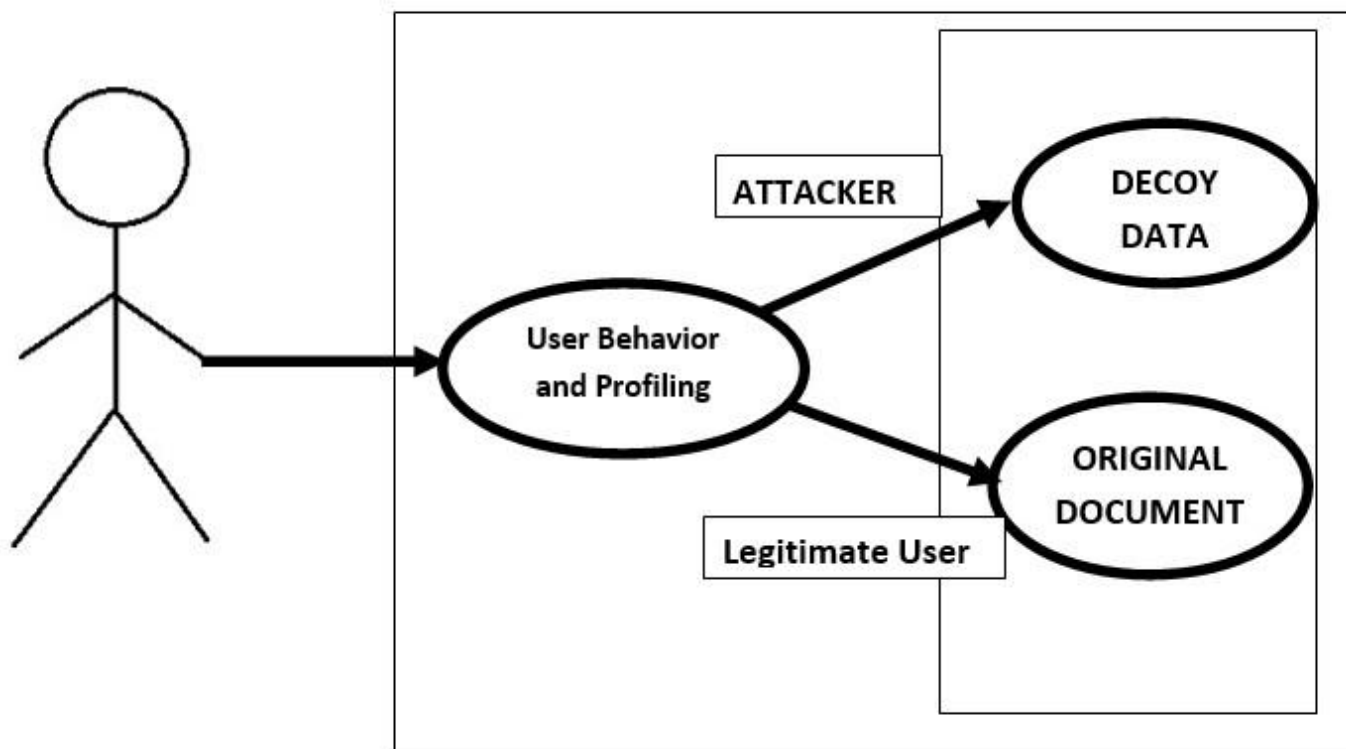 User Behavior
and Profiling
ATTACKER
DECOY
DATA
Legitimate User
ORIGINAL
DOCUMENT